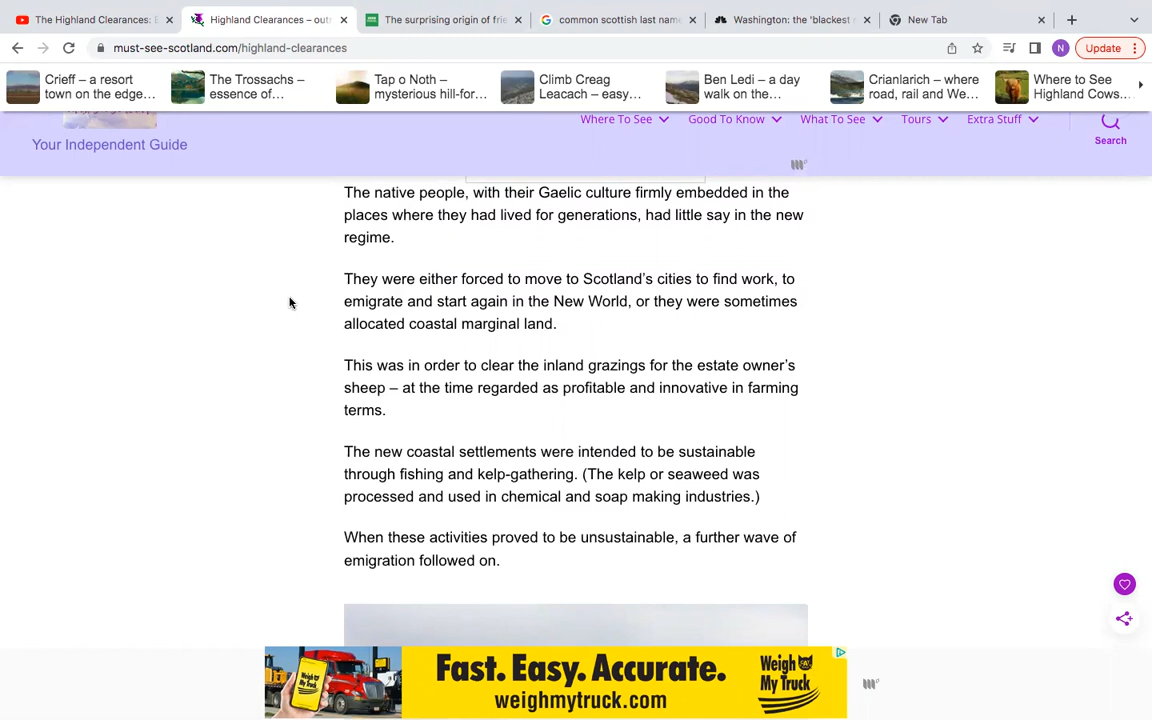 The Highland Clearances: E
Highland Clearances – out
The surprising origin of frie
common scottish last name
Washington: the 'blackest
New Tab
must-see-scotland.com/highland-clearances
N
Update
Crieff – a resort
town on the edge...
The Trossachs –
essence of...
Tap o Noth –
mysterious hill-for...
Climb Creag
Leacach – easy...
Ben Ledi – a day
walk on the...
Crianlarich – where
road, rail and We...
Where to See
Highland Cows...
Your Independent Guide
Where To See
Good To Know
What To See
Tours
Extra Stuff
Search
The native people, with their Gaelic culture firmly embedded in the
places where they had lived for generations, had little say in the new
regime.
They were either forced to move to Scotland's cities to find work, to
emigrate and start again in the New World, or they were sometimes
allocated coastal marginal land.
This was in order to clear the inland grazings for the estate owner's
sheep – at the time regarded as profitable and innovative in farming
terms.
The new coastal settlements were intended to be sustainable
through fishing and kelp-gathering. (The kelp or seaweed was
processed and used in chemical and soap making industries.)
When these activities proved to be unsustainable, a further wave of
emigration followed on.
Fast. Easy. Accurate.
weighmytruck.com
Weigh
My Truck